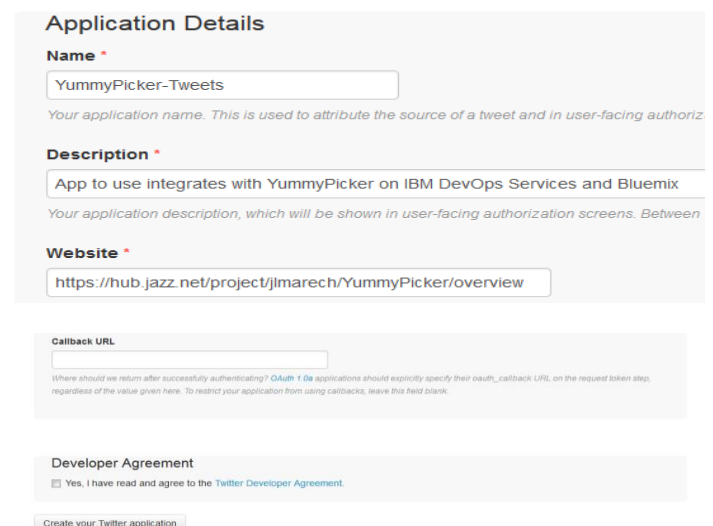 Application Details
Name *
YummyPicker-Tweets
Your application name. This is used to attribute the source of a tweet and in user-facing authoriz
Description *
App to use integrates with YummyPicker on IBM DevOps Services and Bluemix
Your application description, which will be shown in user-facing authorization screens. Between
Website *
https://hub.jazz.net/project/jlmarech/YummyPicker/overview
Callback URL
Where should we return after successfully authenticating? OAuth 1.0a applications should explicitly specify their oauth_callback URL on the request token step,
regardless of the value given here. To restrict your application from using callbacks, leave this field blank.
Developer Agreement
Yes, I have read and agree to the Twitter Developer Agreement.
Create your Twitter application